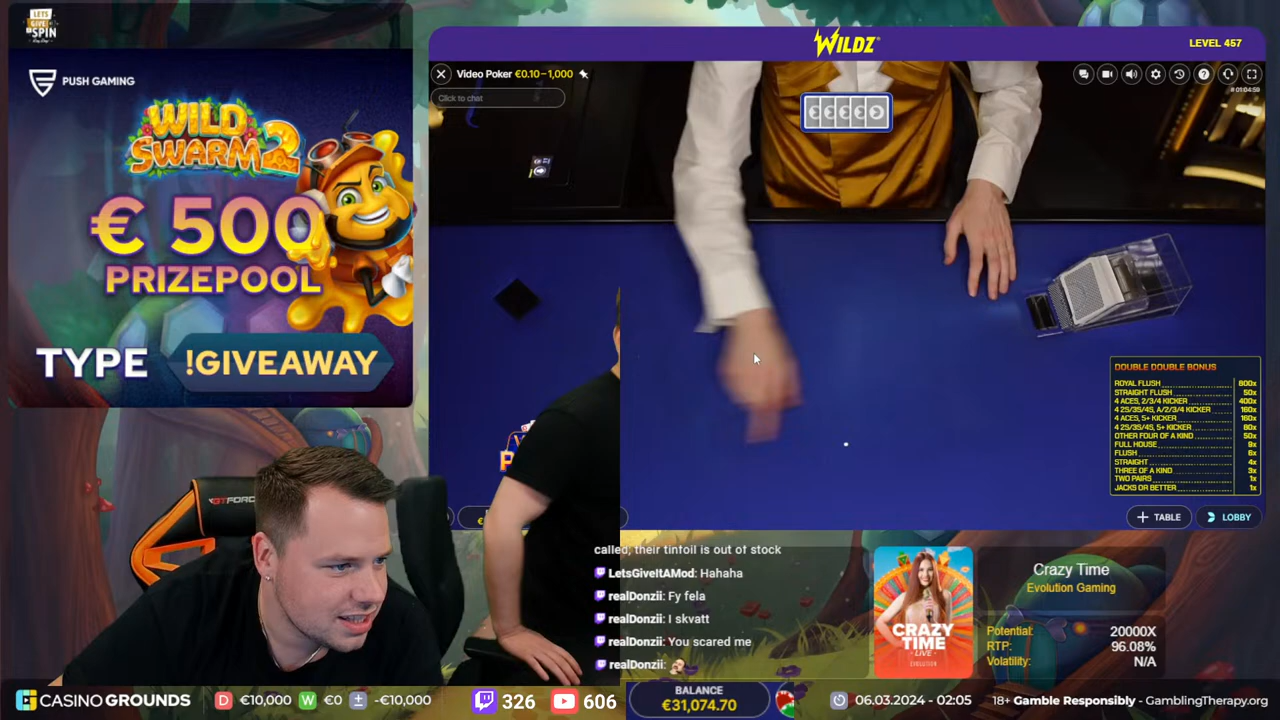 LETS
GIVE IT
A SPIN
PUSH GAMING
WILD
SWARM 2
€ 500
PRIZEPOOL
TYPE !GIVEAWAY
WILDZ
LEVEL 457
Video Poker €0.10–1,000
Click to chat
#01:04:59
DOUBLE DOUBLE BONUS
ROYAL FLUSH 800x
STRAIGHT FLUSH 50x
4 ACES, 2/3/4 KICKER 400x
4 2S/3S/4S, A/2/3/4 KICKER 160x
4 ACES, 5+ KICKER 160x
4 2S/3S/4S, 5+ KICKER 80x
OTHER FOUR OF A KIND 50x
FULL HOUSE 9x
FLUSH 6x
STRAIGHT 4x
THREE OF A KIND 3x
TWO PAIRS 1x
JACKS OR BETTER 1x
+ TABLE
LOBBY
GTFORC
called, their tinfoil is out of stock
LetsGiveItAMod: Hahaha
realDonzii: Fy fela
realDonzii: I skvatt
realDonzii: You scared me
realDonzii:
CRAZY
TIME
LIVE
EVOLUTION
Crazy Time
Evolution Gaming
Potential: 20000X
RTP: 96.08%
Volatility: N/A
CASINO GROUNDS
D €10,000 W €0 ± -€10,000
326
606
BALANCE
€31,074.70
06.03.2024 - 02:05
18+ Gamble Responsibly - GamblingTherapy.org